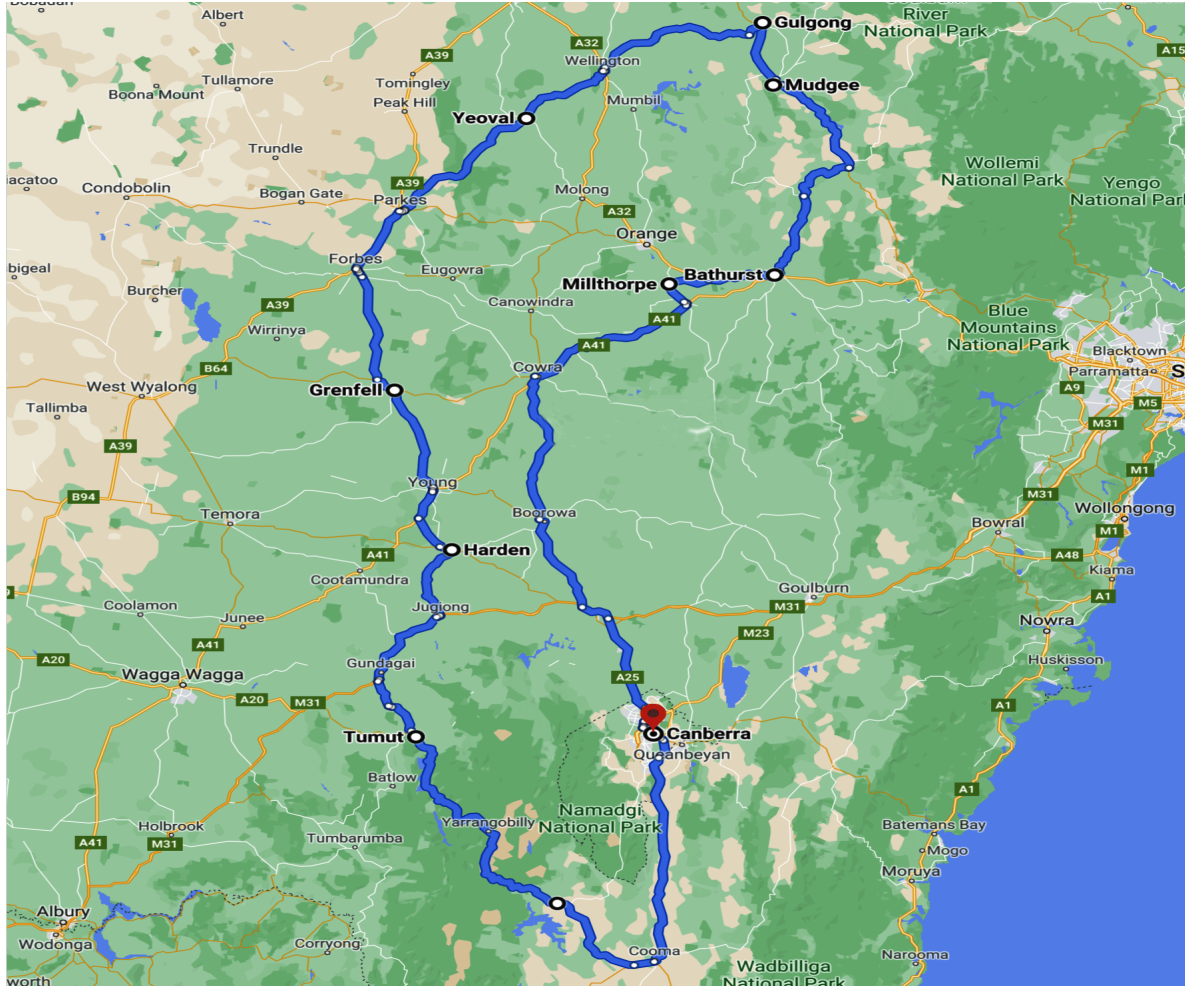 Dobadah
Albert
River
National Park
Gulgong
A32
A39
Wellington
A15
Tullamore
Tomingley
Boona Mount
Peak Hill
Mumbil
Mudgee
Yeoval
Trundle
Wollemi
National Park
Yengo
National Park
acatoo
Condobolin
Bogan Gate
A39
Parkes
Molong
A32
Orange
Forbes
Eugowra
bigeal
Burcher
Millthorpe
Bathurst
Canowindra
A39
Wirrinya
A41
Blue
Mountains
National Park
A41
Blacktown
Parramatta
S
B64
Cowra
West Wyalong
Grenfell
A9
M5
Tallimba
M31
A39
M1
Young
B94
M31
Temora
Boorowa
Wollongong
Bowral
M1
Harden
A41
A48
Cootamundra
Kiama
Goulburn
A1
Coolamon
Jugiong
M31
Junee
Nowra
M23
A41
A20
Gundagai
Huskisson
Wagga Wagga
A25
A20
M31
A1
Tumut
Canberra
Queanbeyan
Batlow
A1
Namadgi
National Park
Yarrangobilly
Holbrook
Batemans Bay
A41
M31
Tumbarumba
Mogo
Moruya
Albury
Wodonga
Corryong
Cooma
Narooma
Wadbilliga
National Park
worth